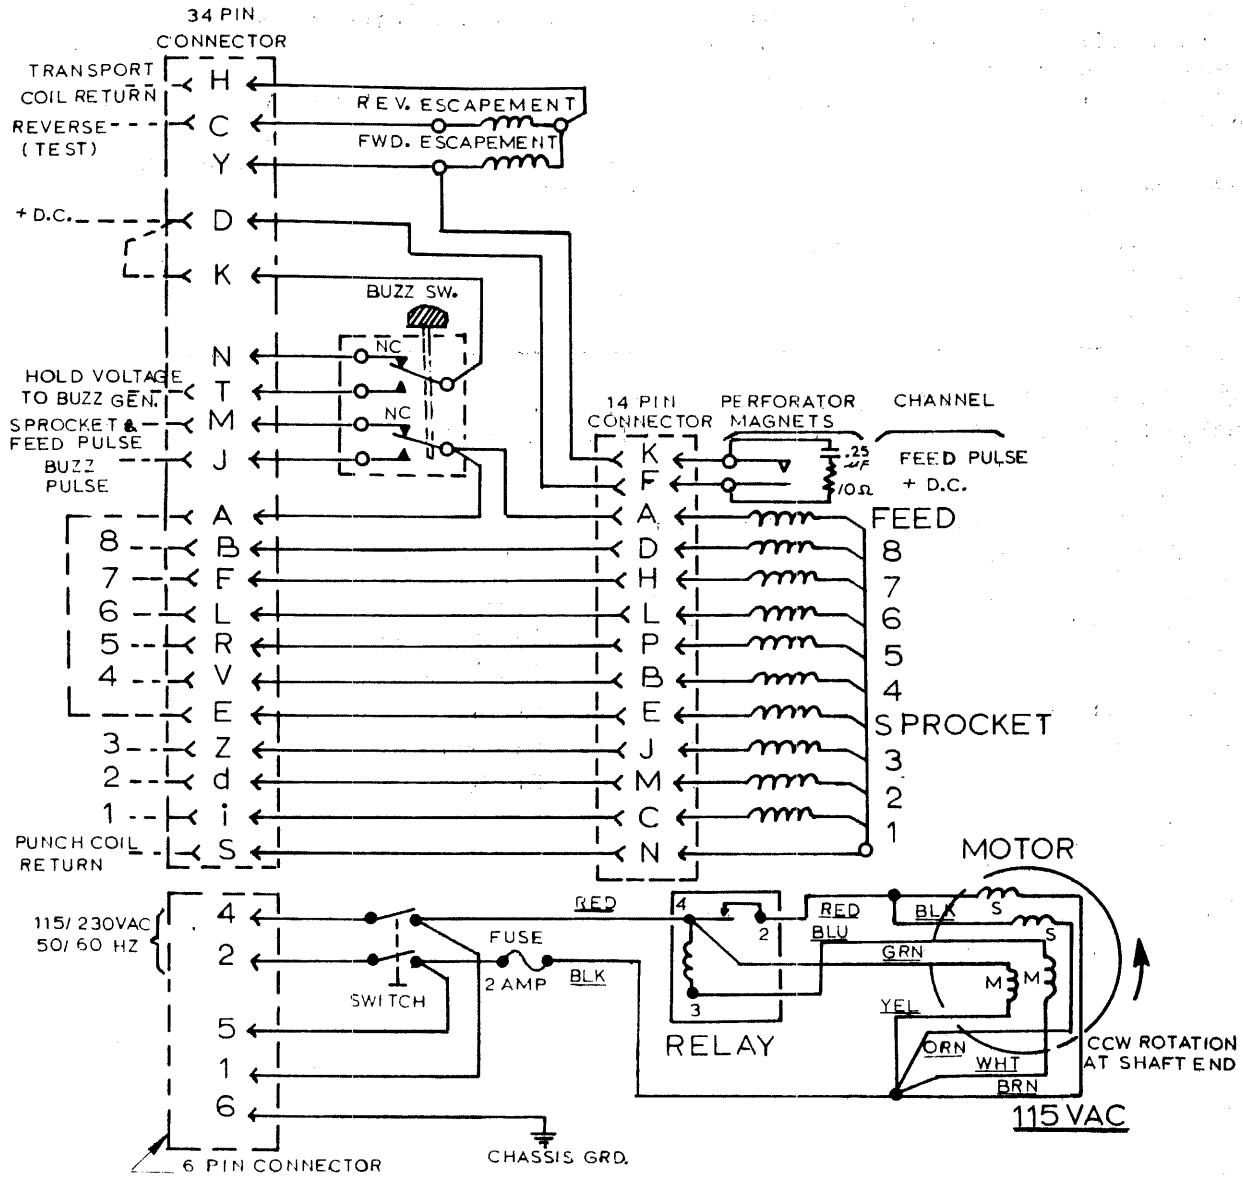 34 PIN
CONNECTOR
TRANSPORT
COIL RETURN
H
REV. ESCAPEMENT
REVERSE
(TEST)
C
FWD. ESCAPEMENT
Y
+ D.C.
D
K
BUZZ SW.
N
NC
HOLD VOLTAGE
TO BUZZ GEN.
T
SPROCKET &
FEED PULSE
M
NC
BUZZ
PULSE
J
14 PIN
CONNECTOR
PERFORATOR
MAGNETS
CHANNEL
K
.25
µF
FEED PULSE
F
10Ω
+ D.C.
A
A
FEED
8
B
D
8
7
F
H
7
6
L
L
6
5
R
P
5
4
V
B
4
E
E
SPROCKET
3
Z
J
3
2
d
M
2
1
i
C
1
PUNCH COIL
RETURN
S
N
MOTOR
115/230VAC
50/60 HZ
4
RED
4
2
RED
BLK
S
S
2
FUSE
2 AMP
BLK
BLU
GRN
SWITCH
3
M
M
YEL
5
RELAY
ORN
CCW ROTATION
AT SHAFT END
1
WHT
BRN
6
115 VAC
CHASSIS GRD.
6 PIN CONNECTOR